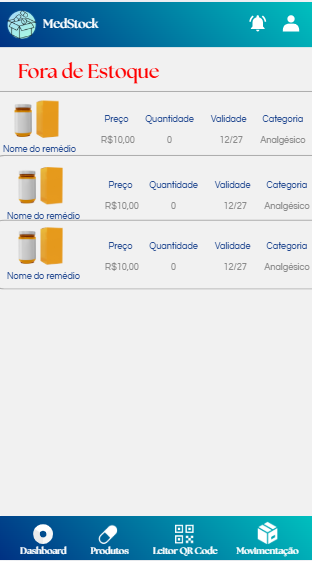 MedStock
Fora de Estoque
Preço Quantidade Validade Categoria
R$10,00 0 12/27 Analgésico
Nome do remédio
Preço Quantidade Validade Categoria
R$10,00 0 12/27 Analgésico
Nome do remédio
Preço Quantidade Validade Categoria
R$10,00 0 12/27 Analgésico
Nome do remédio
Dashboard Produtos Leitor QR Code Movimentação